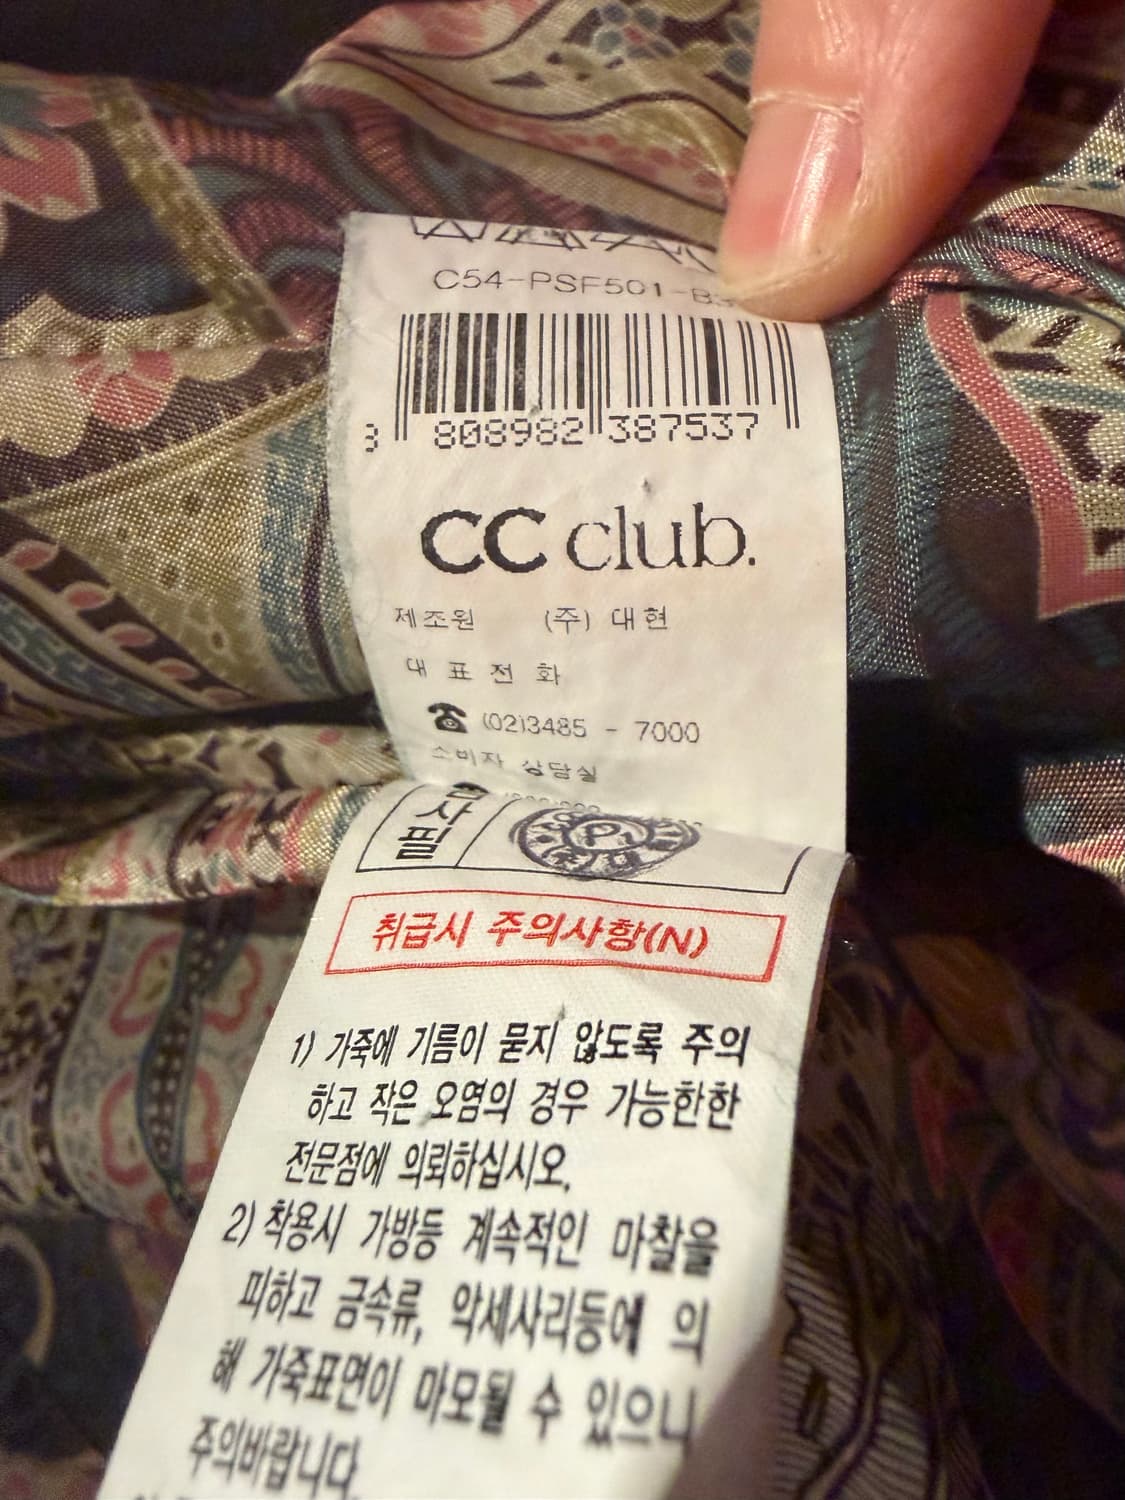 C54-PSF501-B
3 808982 387537
CC club.
제조원 (주) 대현
대 표 전 화
☎ (02)3485 - 7000
소비자 상담실
사필
취급시 주의사항(N)
1) 가죽에 기름이 묻지 않도록 주의
하고 작은 오염의 경우 가능한한
전문점에 의뢰하십시오.
2) 착용시 가방등 계속적인 마찰을
피하고 금속류, 악세사리등에 의
해 가죽표면이 마모될 수 있으니
주의바랍니다.